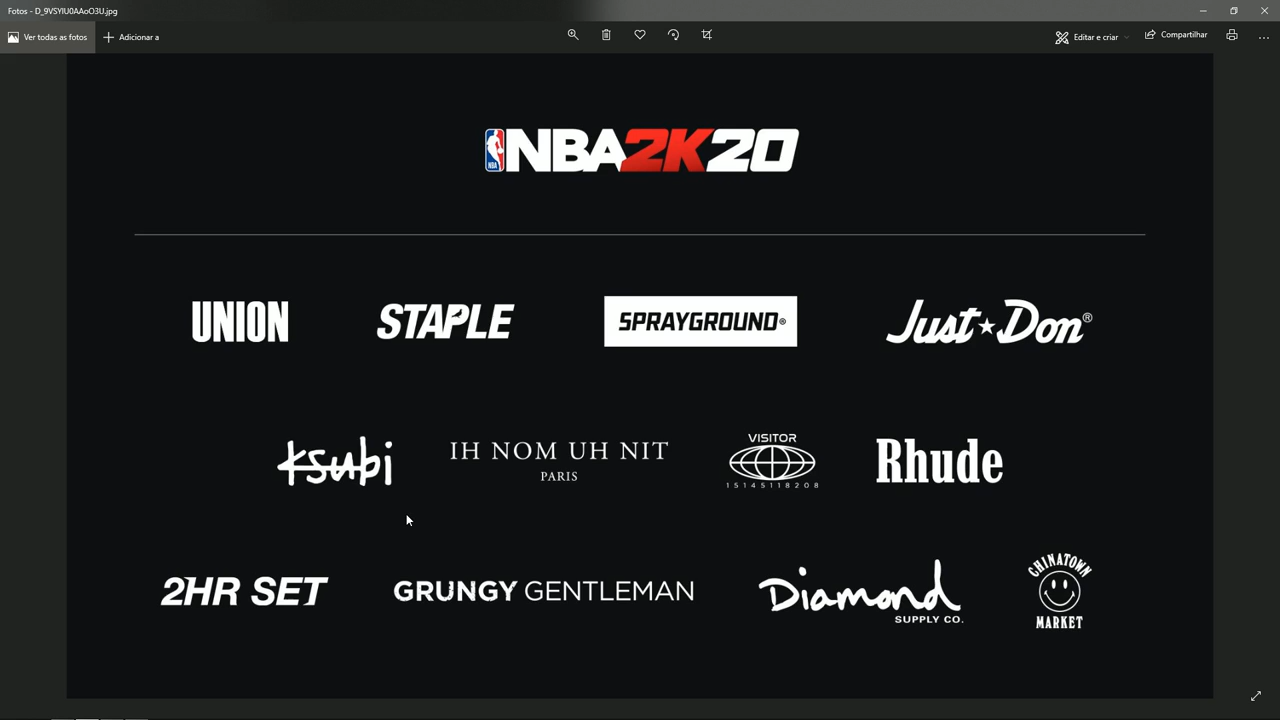 Fotos - D_9VSYIU0AAoO3U.jpg
Ver todas as fotos
Adicionar a
Editar e criar
Compartilhar
NBA
NBA2K20
UNION
STAPLE
SPRAYGROUND®
Just★Don®
ksubi
IH NOM UH NIT
PARIS
VISITOR
15145118208
Rhude
2HR SET
GRUNGY GENTLEMAN
Diamond
SUPPLY CO.
CHINATOWN
MARKET